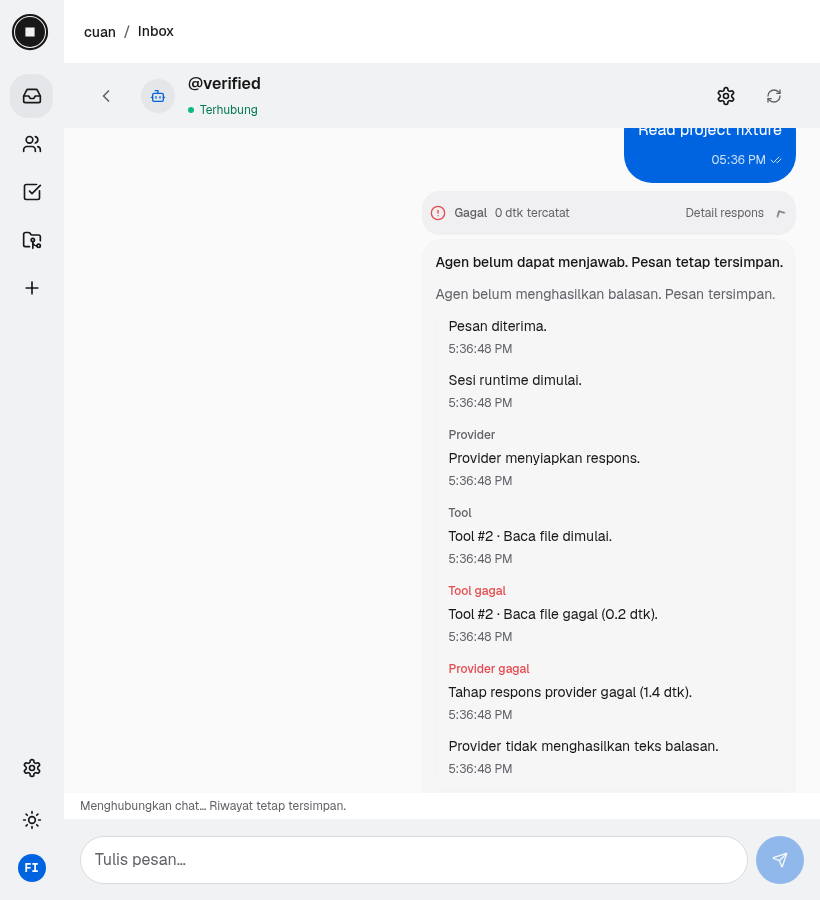 cuan / Inbox
@verified
Terhubung
Read project fixture
05:36 PM
Gagal 0 dtk tercatat Detail respons
Agen belum dapat menjawab. Pesan tetap tersimpan.
Agen belum menghasilkan balasan. Pesan tersimpan.
Pesan diterima.
5:36:48 PM
Sesi runtime dimulai.
5:36:48 PM
Provider
Provider menyiapkan respons.
5:36:48 PM
Tool
Tool #2 · Baca file dimulai.
5:36:48 PM
Tool gagal
Tool #2 · Baca file gagal (0.2 dtk).
5:36:48 PM
Provider gagal
Tahap respons provider gagal (1.4 dtk).
5:36:48 PM
Provider tidak menghasilkan teks balasan.
5:36:48 PM
Menghubungkan chat… Riwayat tetap tersimpan.
Tulis pesan…
FI